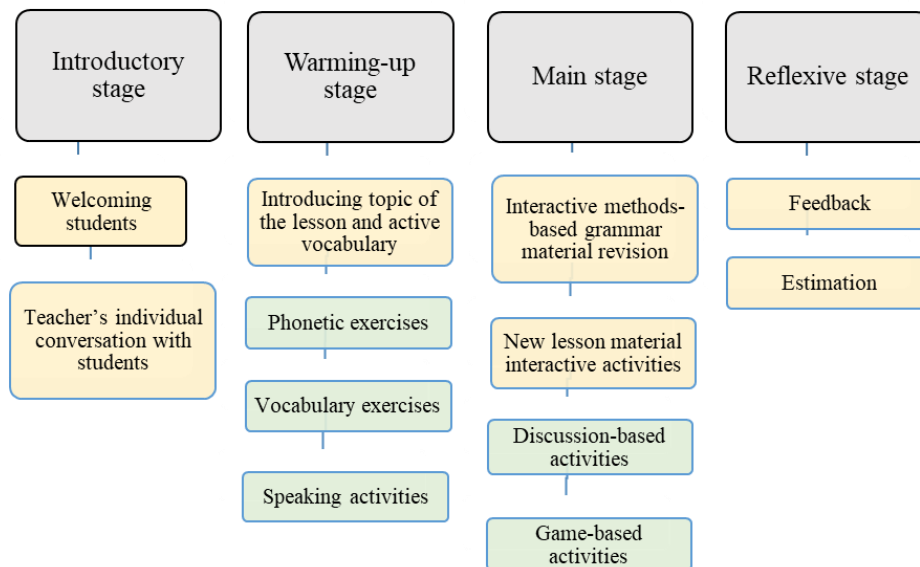 Introductory
stage
Welcoming
students
Teacher's individual
conversation with
students
Warming-up
stage
Introducing topic of
the lesson and active
vocabulary
Phonetic exercises
Vocabulary exercises
Speaking activities
Main stage
Interactive methods-
based grammar
material revision
New lesson material
interactive activities
Discussion-based
activities
Game-based
activities
Reflexive stage
Feedback
Estimation